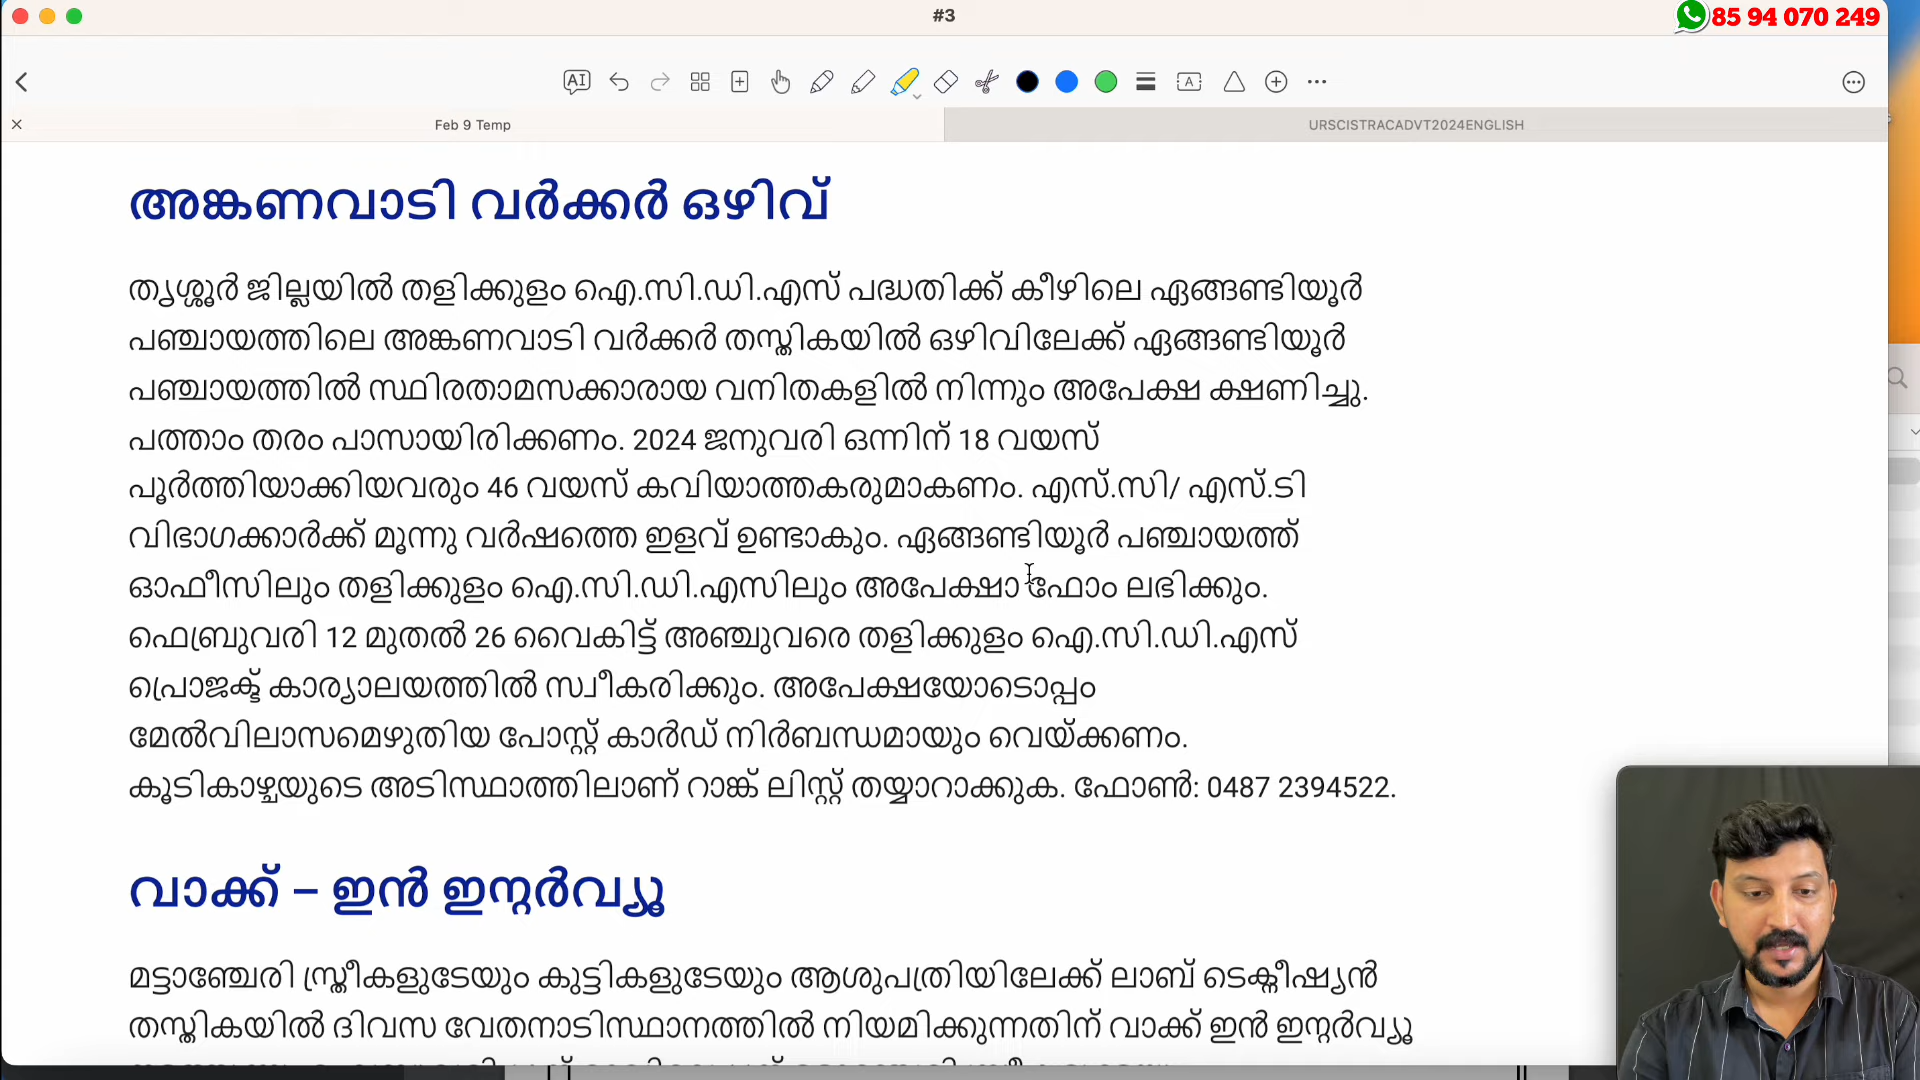 #3
85 94 070 249
AI
A
Feb 9 Temp
URSCISTRACADVT2024ENGLISH
അങ്കണവാടി വർക്കർ ഒഴിവ്
തൃശ്ശൂർ ജില്ലയിൽ തളിക്കുളം ഐ.സി.ഡി.എസ് പദ്ധതിക്ക് കീഴിലെ ഏങ്ങണ്ടിയൂർ
പഞ്ചായത്തിലെ അങ്കണവാടി വർക്കർ തസ്തികയിൽ ഒഴിവിലേക്ക് ഏങ്ങണ്ടിയൂർ
പഞ്ചായത്തിൽ സ്ഥിരതാമസക്കാരായ വനിതകളിൽ നിന്നും അപേക്ഷ ക്ഷണിച്ചു.
പത്താം തരം പാസായിരിക്കണം. 2024 ജനുവരി ഒന്നിന് 18 വയസ്
പൂർത്തിയാക്കിയവരും 46 വയസ് കവിയാത്തകരുമാകണം. എസ്.സി/ എസ്.ടി
വിഭാഗക്കാർക്ക് മൂന്നു വർഷത്തെ ഇളവ് ഉണ്ടാകും. ഏങ്ങണ്ടിയൂർ പഞ്ചായത്ത്
ഓഫീസിലും തളിക്കുളം ഐ.സി.ഡി.എസിലും അപേക്ഷാ ഫോം ലഭിക്കും.
ഫെബ്രുവരി 12 മുതൽ 26 വൈകിട്ട് അഞ്ചുവരെ തളിക്കുളം ഐ.സി.ഡി.എസ്
പ്രൊജക്ട് കാര്യാലയത്തിൽ സ്വീകരിക്കും. അപേക്ഷയോടൊപ്പം
മേൽവിലാസമെഴുതിയ പോസ്റ്റ് കാർഡ് നിർബന്ധമായും വെയ്ക്കണം.
കൂടികാഴ്ചയുടെ അടിസ്ഥാത്തിലാണ് റാങ്ക് ലിസ്റ്റ് തയ്യാറാക്കുക. ഫോൺ: 0487 2394522.
വാക്ക് – ഇൻ ഇന്റർവ്യൂ
മട്ടാഞ്ചേരി സ്ത്രീകളുടേയും കുട്ടികളുടേയും ആശുപത്രിയിലേക്ക് ലാബ് ടെക്നീഷ്യൻ
തസ്തികയിൽ ദിവസ വേതനാടിസ്ഥാനത്തിൽ നിയമിക്കുന്നതിന് വാക്ക് ഇൻ ഇന്റർവ്യൂ